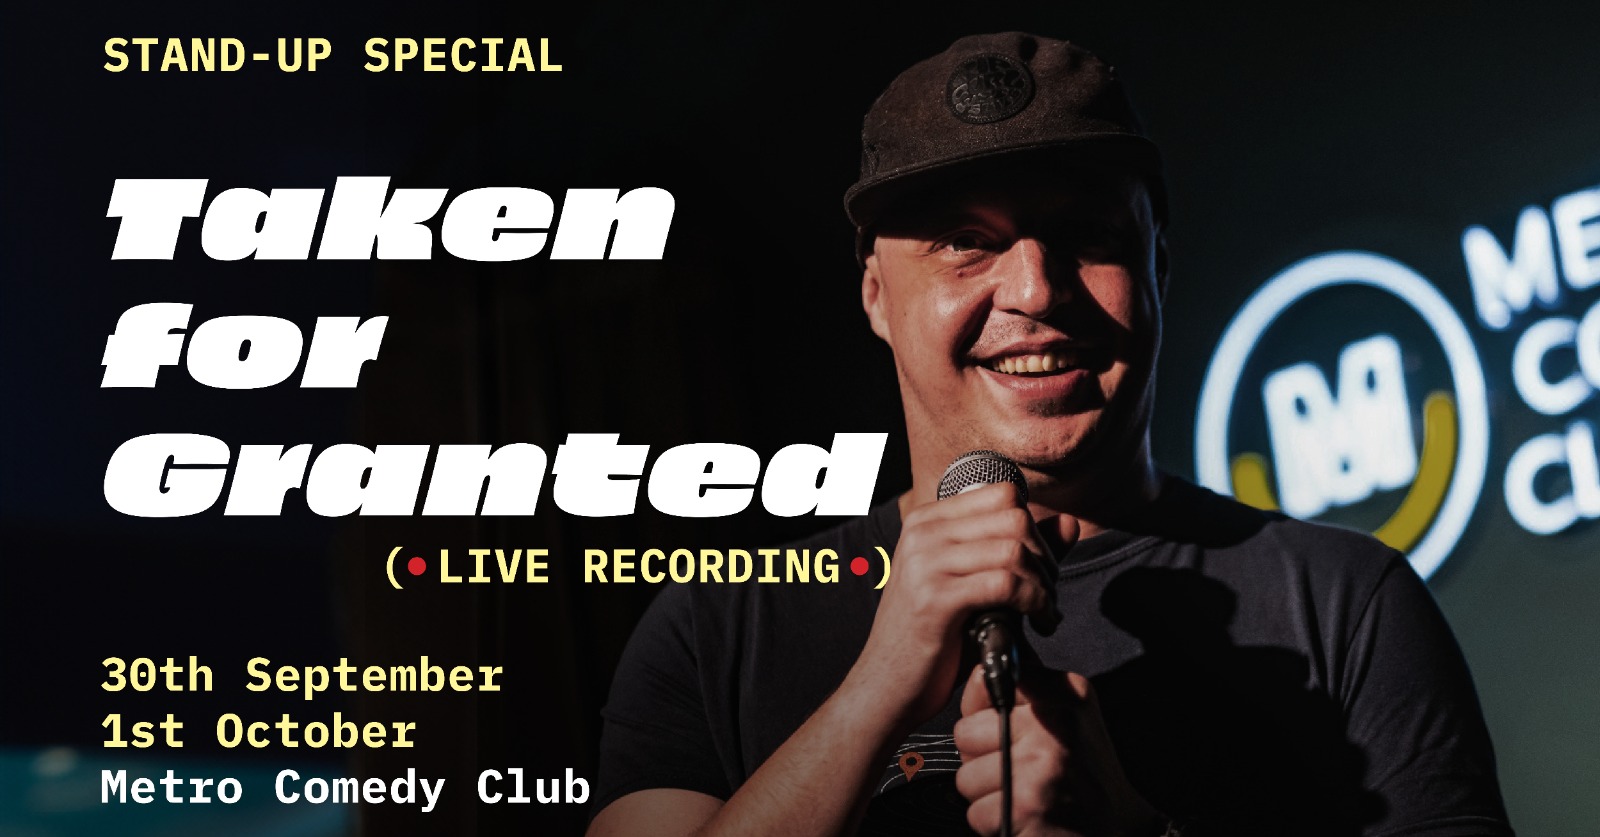 STAND-UP SPECIAL
Taken
for
Granted
(•LIVE RECORDING•)
30th September
1st October
Metro Comedy Club
M